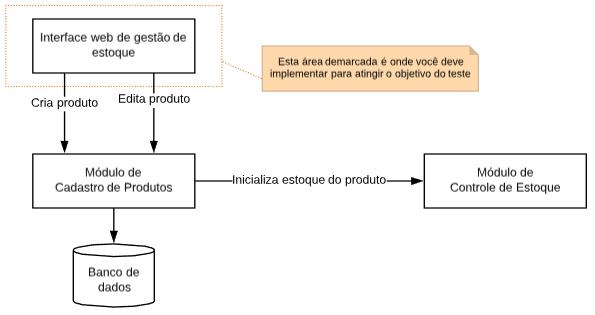 Interface web de gestão de
estoque
Esta área demarcada é onde você deve
implementar para atingir o objetivo do teste
Cria produto
Edita produto
Módulo de
Cadastro de Produtos
Inicializa estoque do produto
Módulo de
Controle de Estoque
Banco de
dados